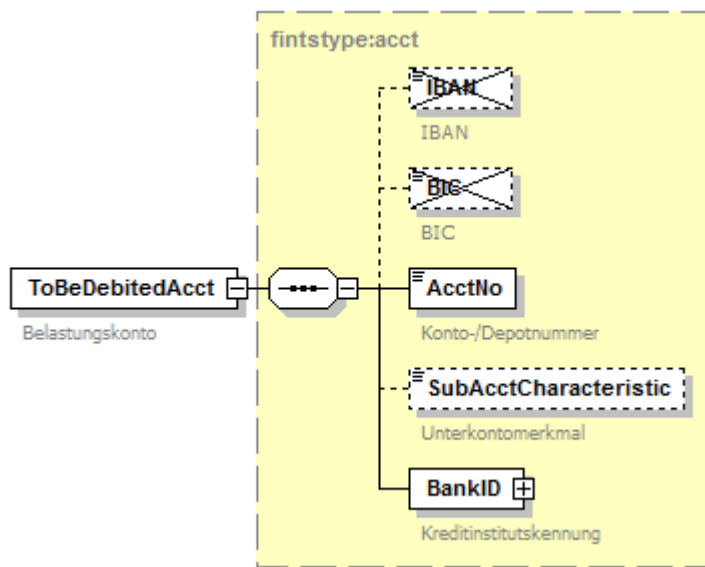 fintstype:acct
IBAN
IBAN
BIC
BIC
ToBeDebitedAcct
Belastungskonto
AcctNo
Konto-/Depotnummer
SubAcctCharacteristic
Unterkontomerkmal
BankID
Kreditinstitutskennung